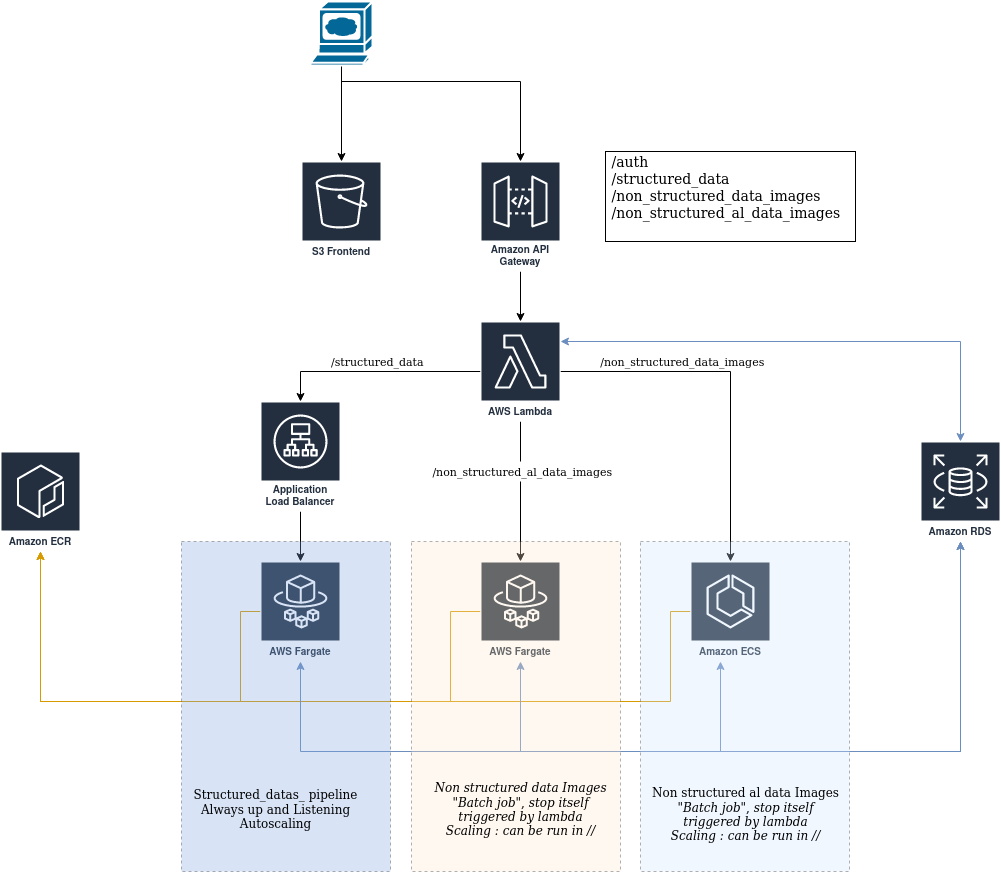 /auth
/structured_data
/non_structured_data_images
/non_structured_al_data_images
S3 Frontend
Amazon API
Gateway
/structured_data
/non_structured_data_images
AWS Lambda
/non_structured_al_data_images
Application
Load Balancer
Amazon ECR
Amazon RDS
AWS Fargate
AWS Fargate
Amazon ECS
Structured_datas_ pipeline
Always up and Listening
Autoscaling
Non structured data Images
"Batch job", stop itself
triggered by lambda
Scaling : can be run in //
Non structured al data Images
"Batch job", stop itself
triggered by lambda
Scaling : can be run in //